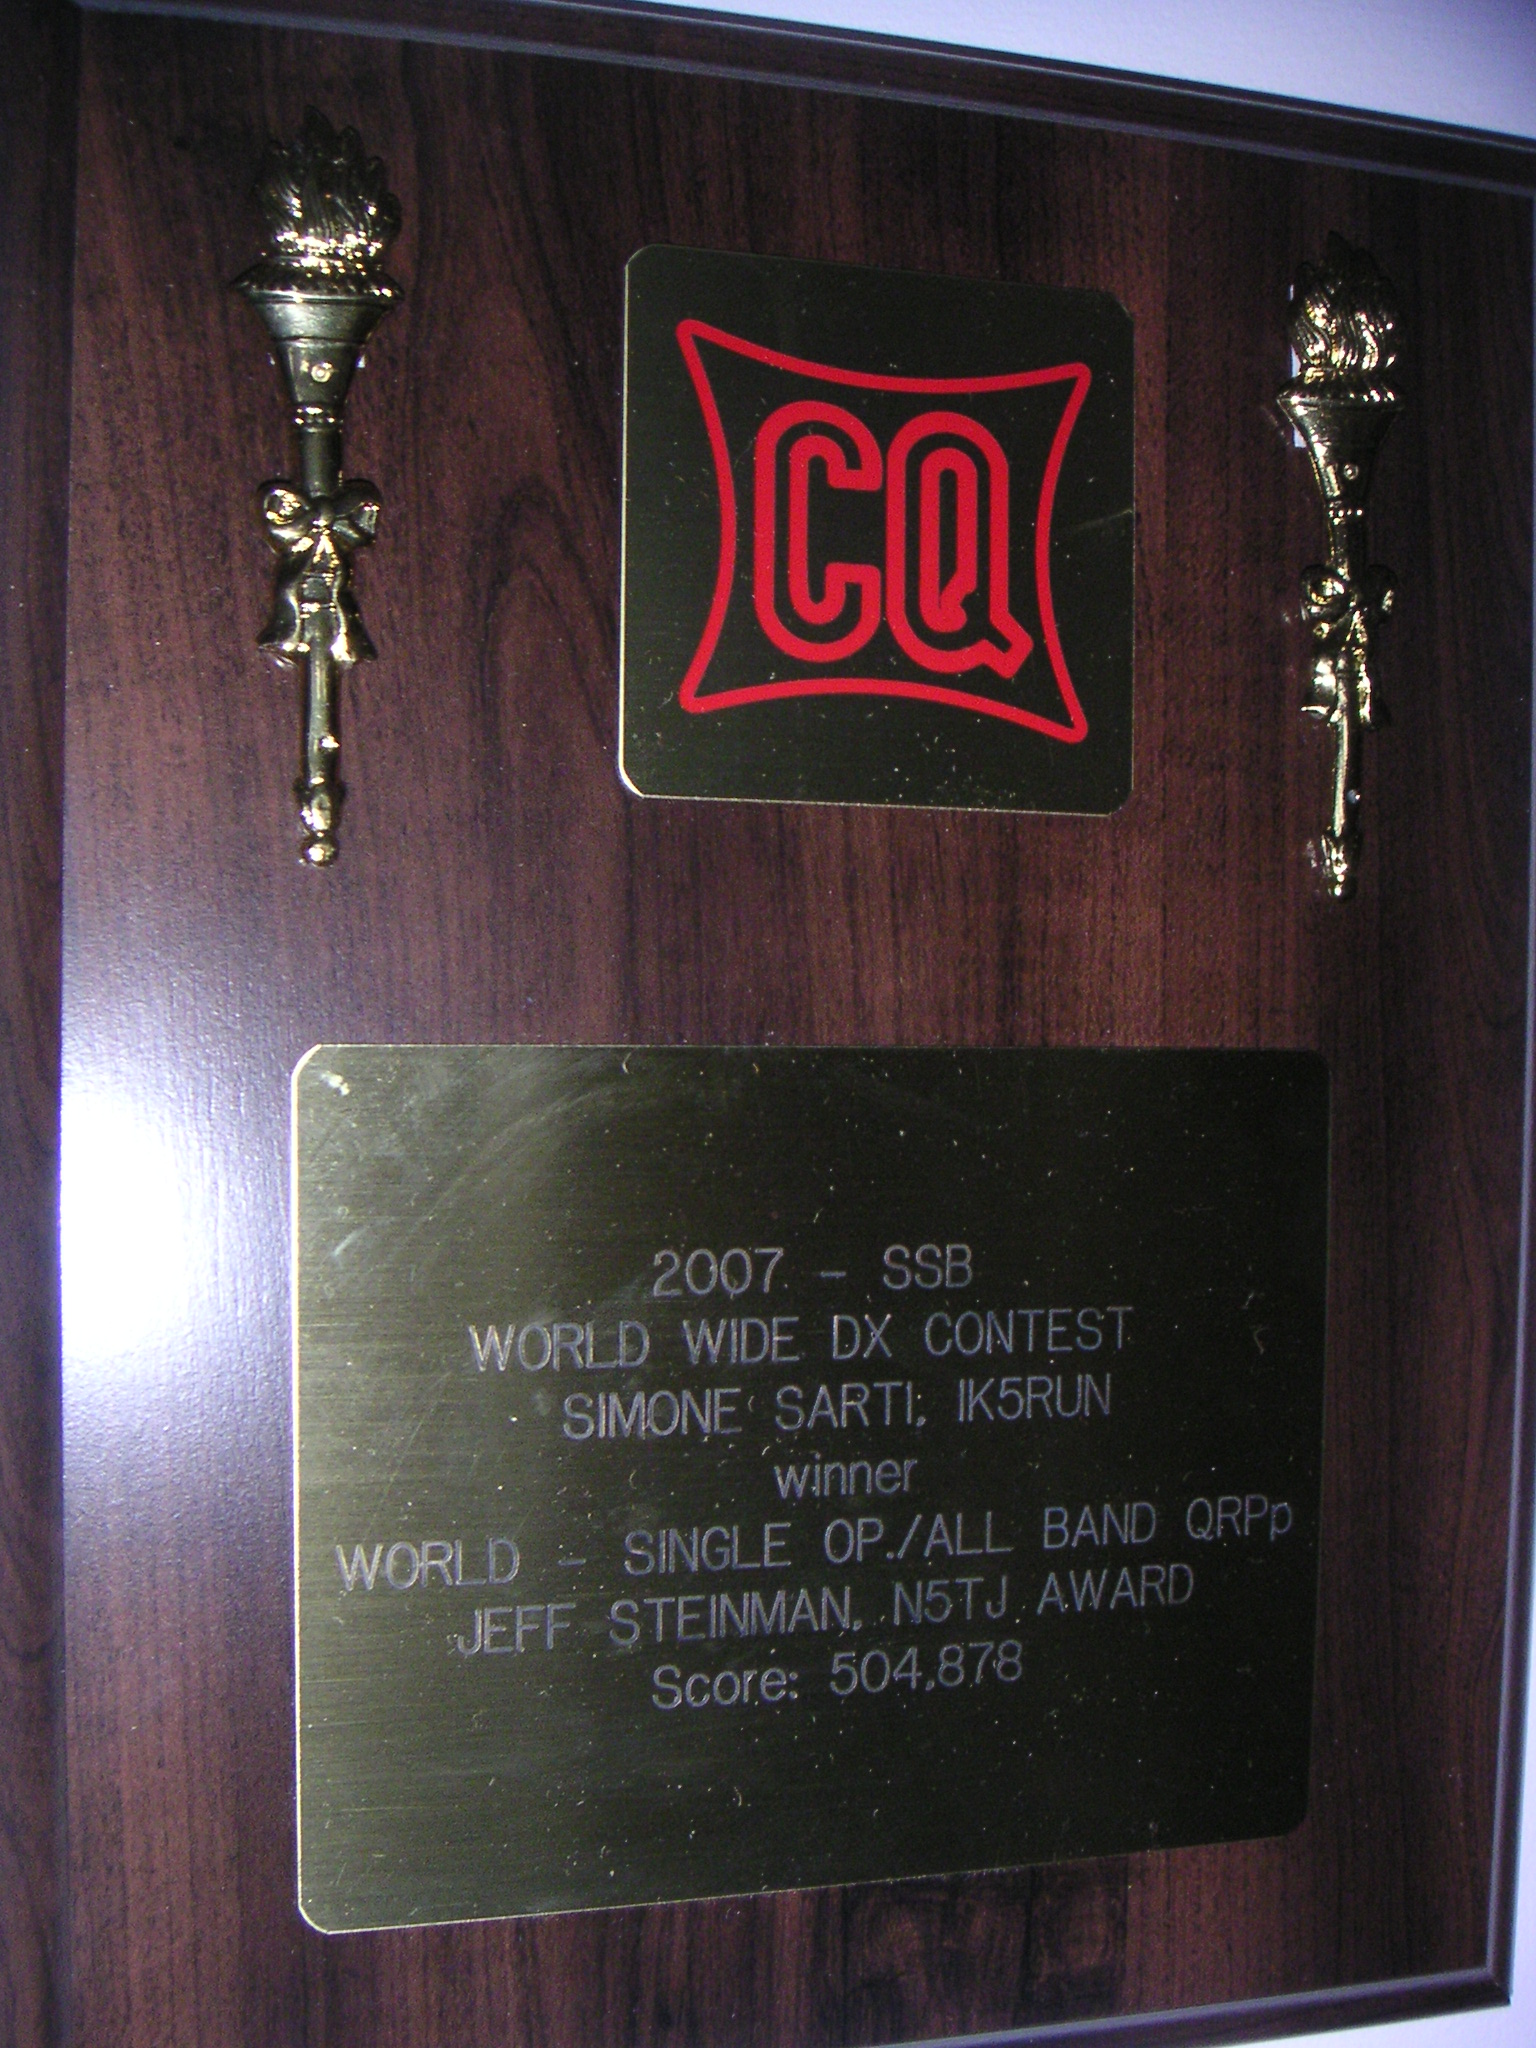 CQ
2007 - SSB
WORLD WIDE DX CONTEST
SIMONE SARTI, IK5RUN
winner
WORLD - SINGLE OP./ALL BAND QRPp
JEFF STEINMAN, N5TJ AWARD
Score: 504,878